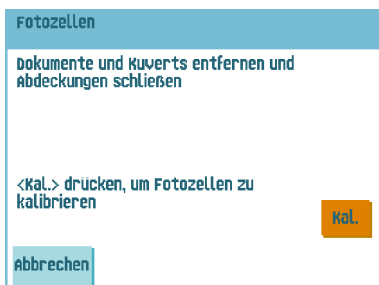 Fotozellen
Dokumente und Kuverts entfernen und
Abdeckungen schließen
<Kal.> drücken, um Fotozellen zu
kalibrieren
Kal.
Abbrechen